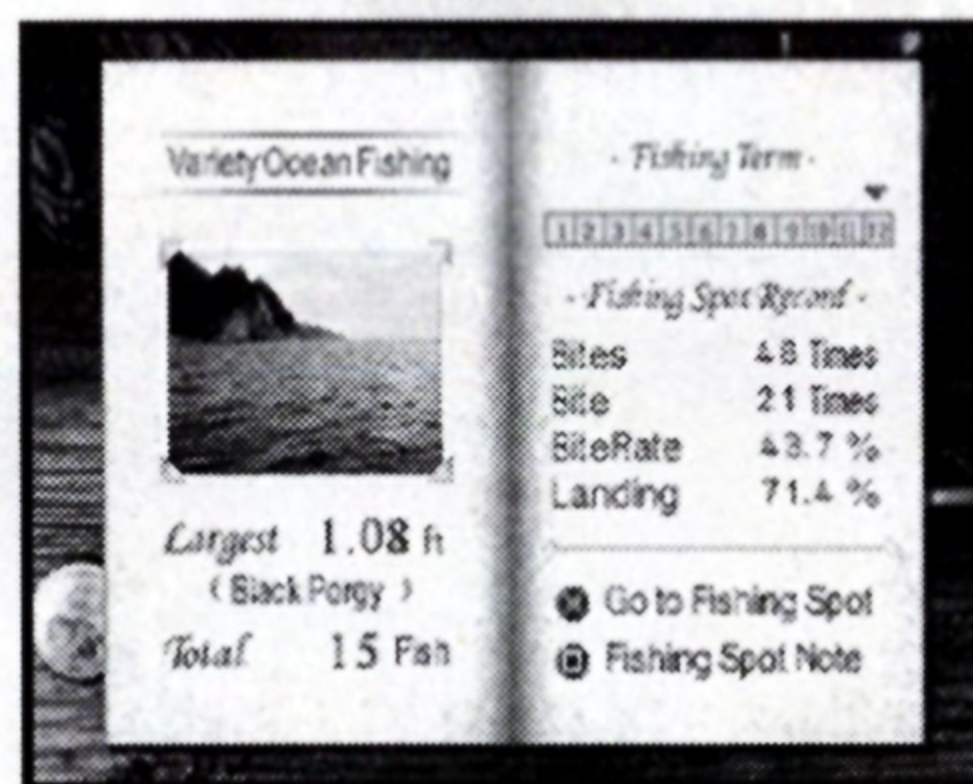 Variety Ocean Fishing
Largest 1.08 ft
( Black Porgy )
Total 15 Fish
- Fishing Term -
1 2 3 4 5 6 7 8 9 10 11 12
- Fishing Spot Record -
Bites 48 Times
Bite 21 Times
BiteRate 43.7 %
Landing 71.4 %
Go to Fishing Spot
Fishing Spot Note